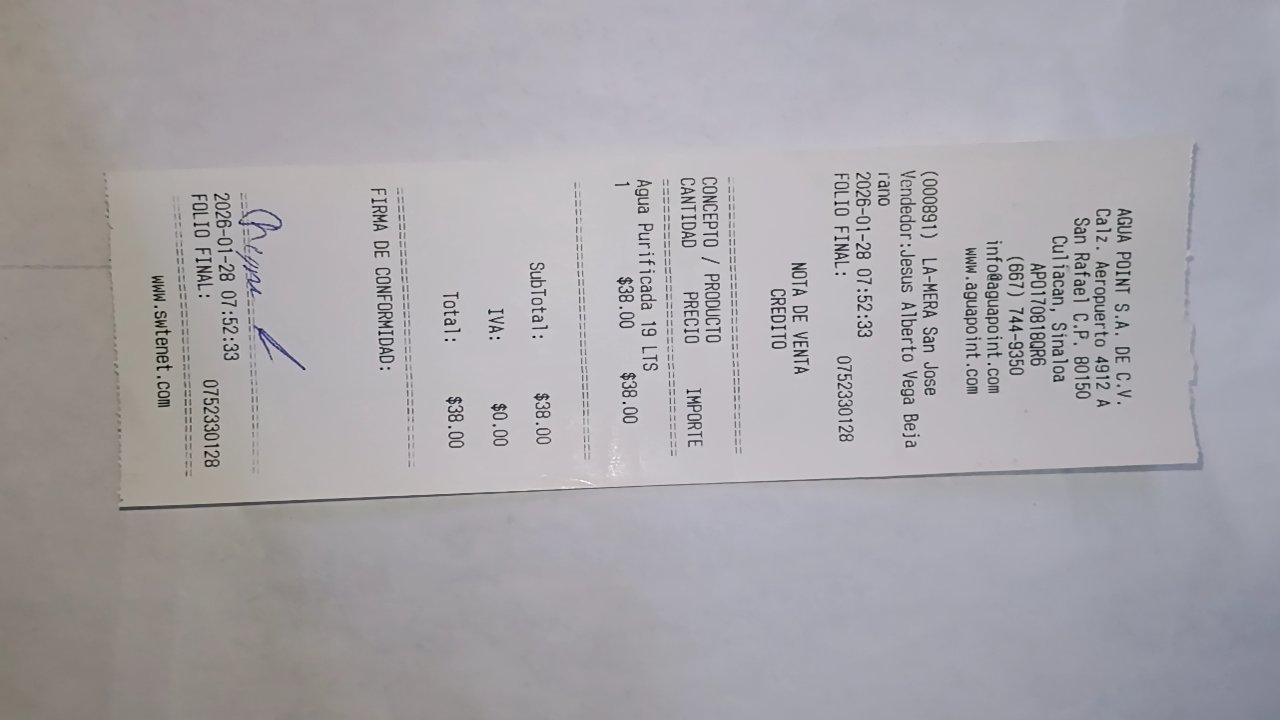 AGUA POINT S.A. DE C.V.
Calz. Aeropuerto 4912 A
San Rafael C.P. 80150
Culiacan, Sinaloa
APO170818QR6
(667) 744-9350
info@aguapoint.com
www.aguapoint.com
(000891) LA-MERA San Jose
Vendedor:Jesus Alberto Vega Beja
rano
2026-01-28 07:52:33
FOLIO FINAL: 0752330128
NOTA DE VENTA
CREDITO
CONCEPTO / PRODUCTO
CANTIDAD PRECIO IMPORTE
Agua Purificada 19 LTS
1 $38.00 $38.00
SubTotal: $38.00
IVA: $0.00
Total: $38.00
FIRMA DE CONFORMIDAD:
2026-01-28 07:52:33
FOLIO FINAL: 0752330128
www.swtenet.com